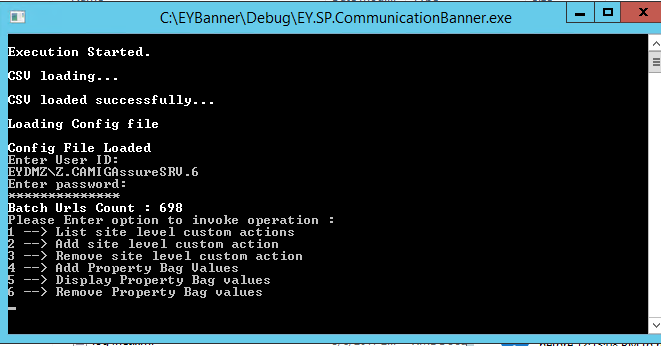 C:\EYBanner\Debug\EY.SP.CommunicationBanner.exe
Execution Started.
CSV loading...
CSV loaded successfully...
Loading Config file
Config File Loaded
Enter User ID:
EYDMZ\Z.CAMIGAssureSRV.6
Enter password:
**************
Batch Urls Count : 698
Please Enter option to invoke operation :
1 --> List site level custom actions
2 --> Add site level custom action
3 --> Remove site level custom action
4 --> Add Property Bag Values
5 --> Display Property Bag values
6 --> Remove Property Bag values